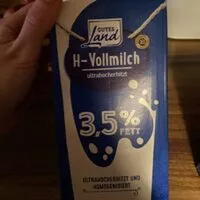 GUTES
Land
H-Vollmilch
ultrahocherhitzt
3,5%
FETT
ULTRAHOCHERHITZT UND
HOMOGENISIERT